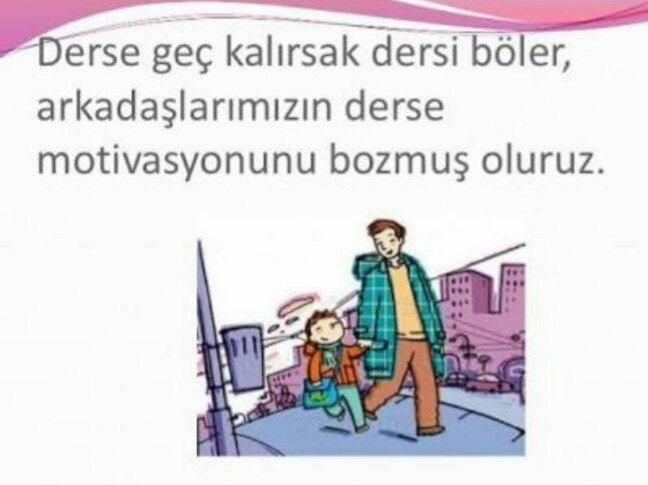 Derse geç kalırsak dersi böler,
arkadaşlarımızın derse
motivasyonunu bozmuş oluruz.